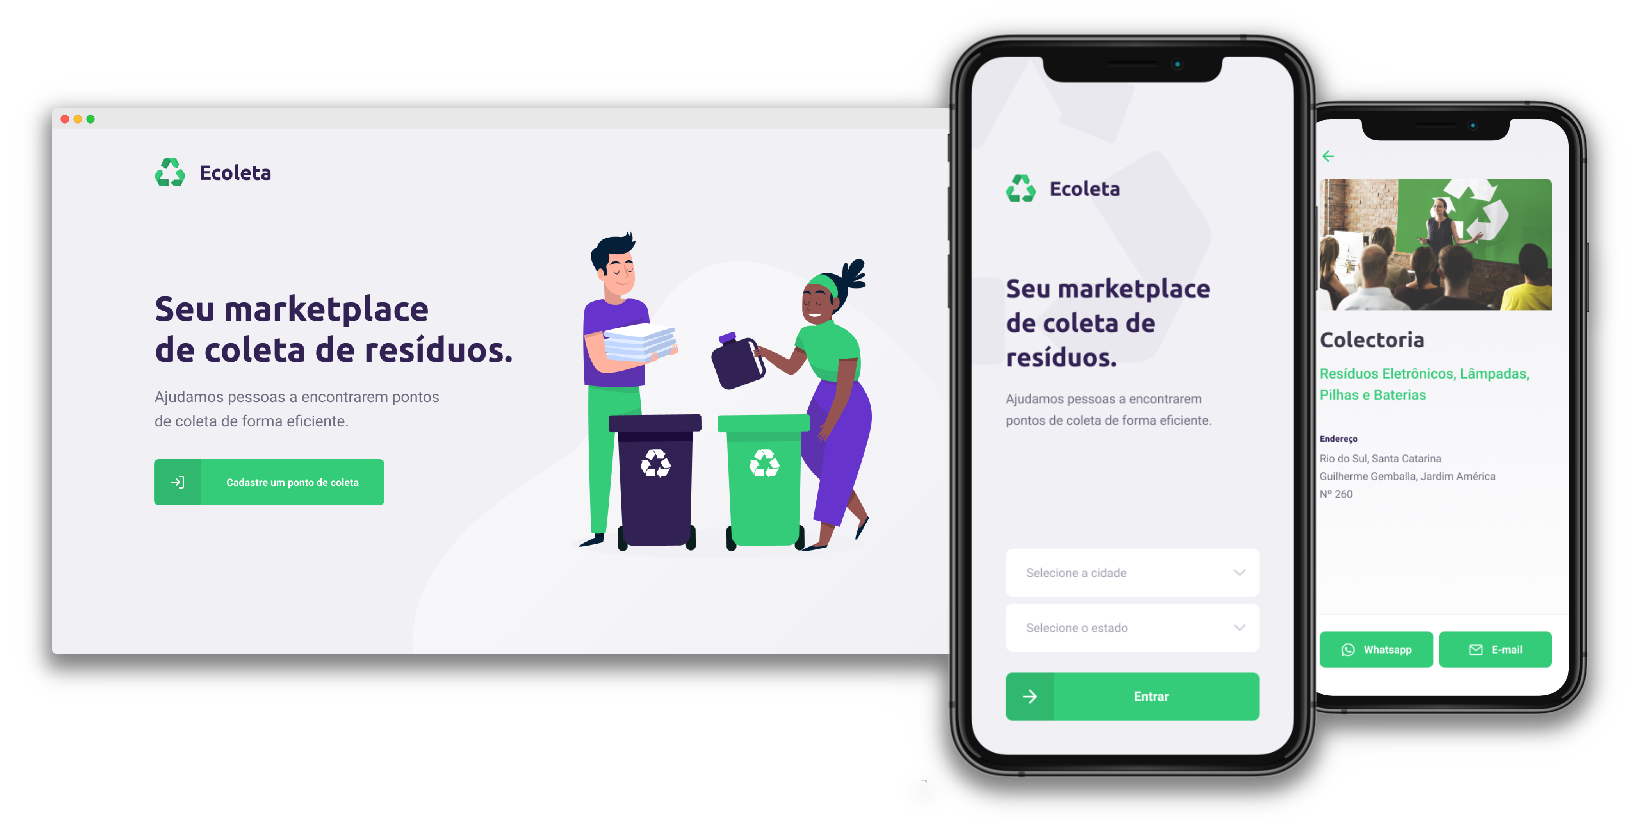 Ecoleta
Seu marketplace
de coleta de resíduos.
Ajudamos pessoas a encontrarem pontos
de coleta de forma eficiente.
Cadastre um ponto de coleta
Ecoleta
Seu marketplace
de coleta de
resíduos.
Ajudamos pessoas a encontrarem
pontos de coleta de forma eficiente.
Selecione a cidade
Selecione o estado
Entrar
Colectoria
Resíduos Eletrônicos, Lâmpadas,
Pilhas e Baterias
Endereço
Rio do Sul, Santa Catarina
Guilherme Gemballa, Jardim América
Nº 260
Whatsapp
E-mail